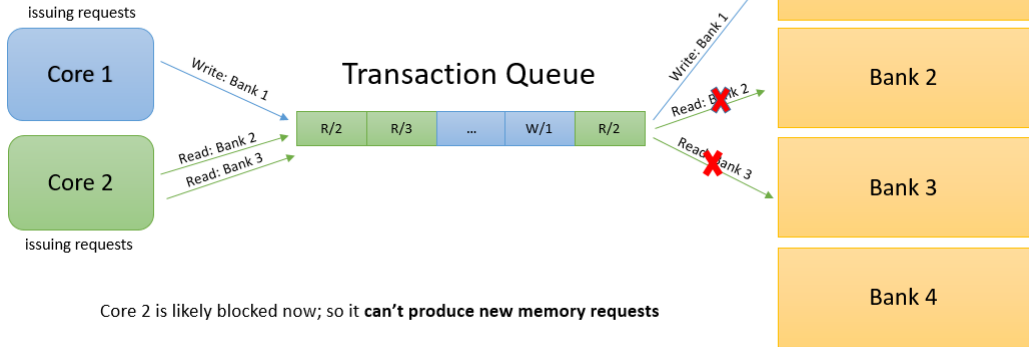 issuing requests
Core 1
Write: Bank 1
Transaction Queue
Write: Bank 1
Bank 2
Read: Bank 2
R/2 R/3 ... W/1 R/2
Read: Bank 2
Read: Bank 3
Core 2
Read: Bank 3
Bank 3
issuing requests
Core 2 is likely blocked now; so it can't produce new memory requests
Bank 4